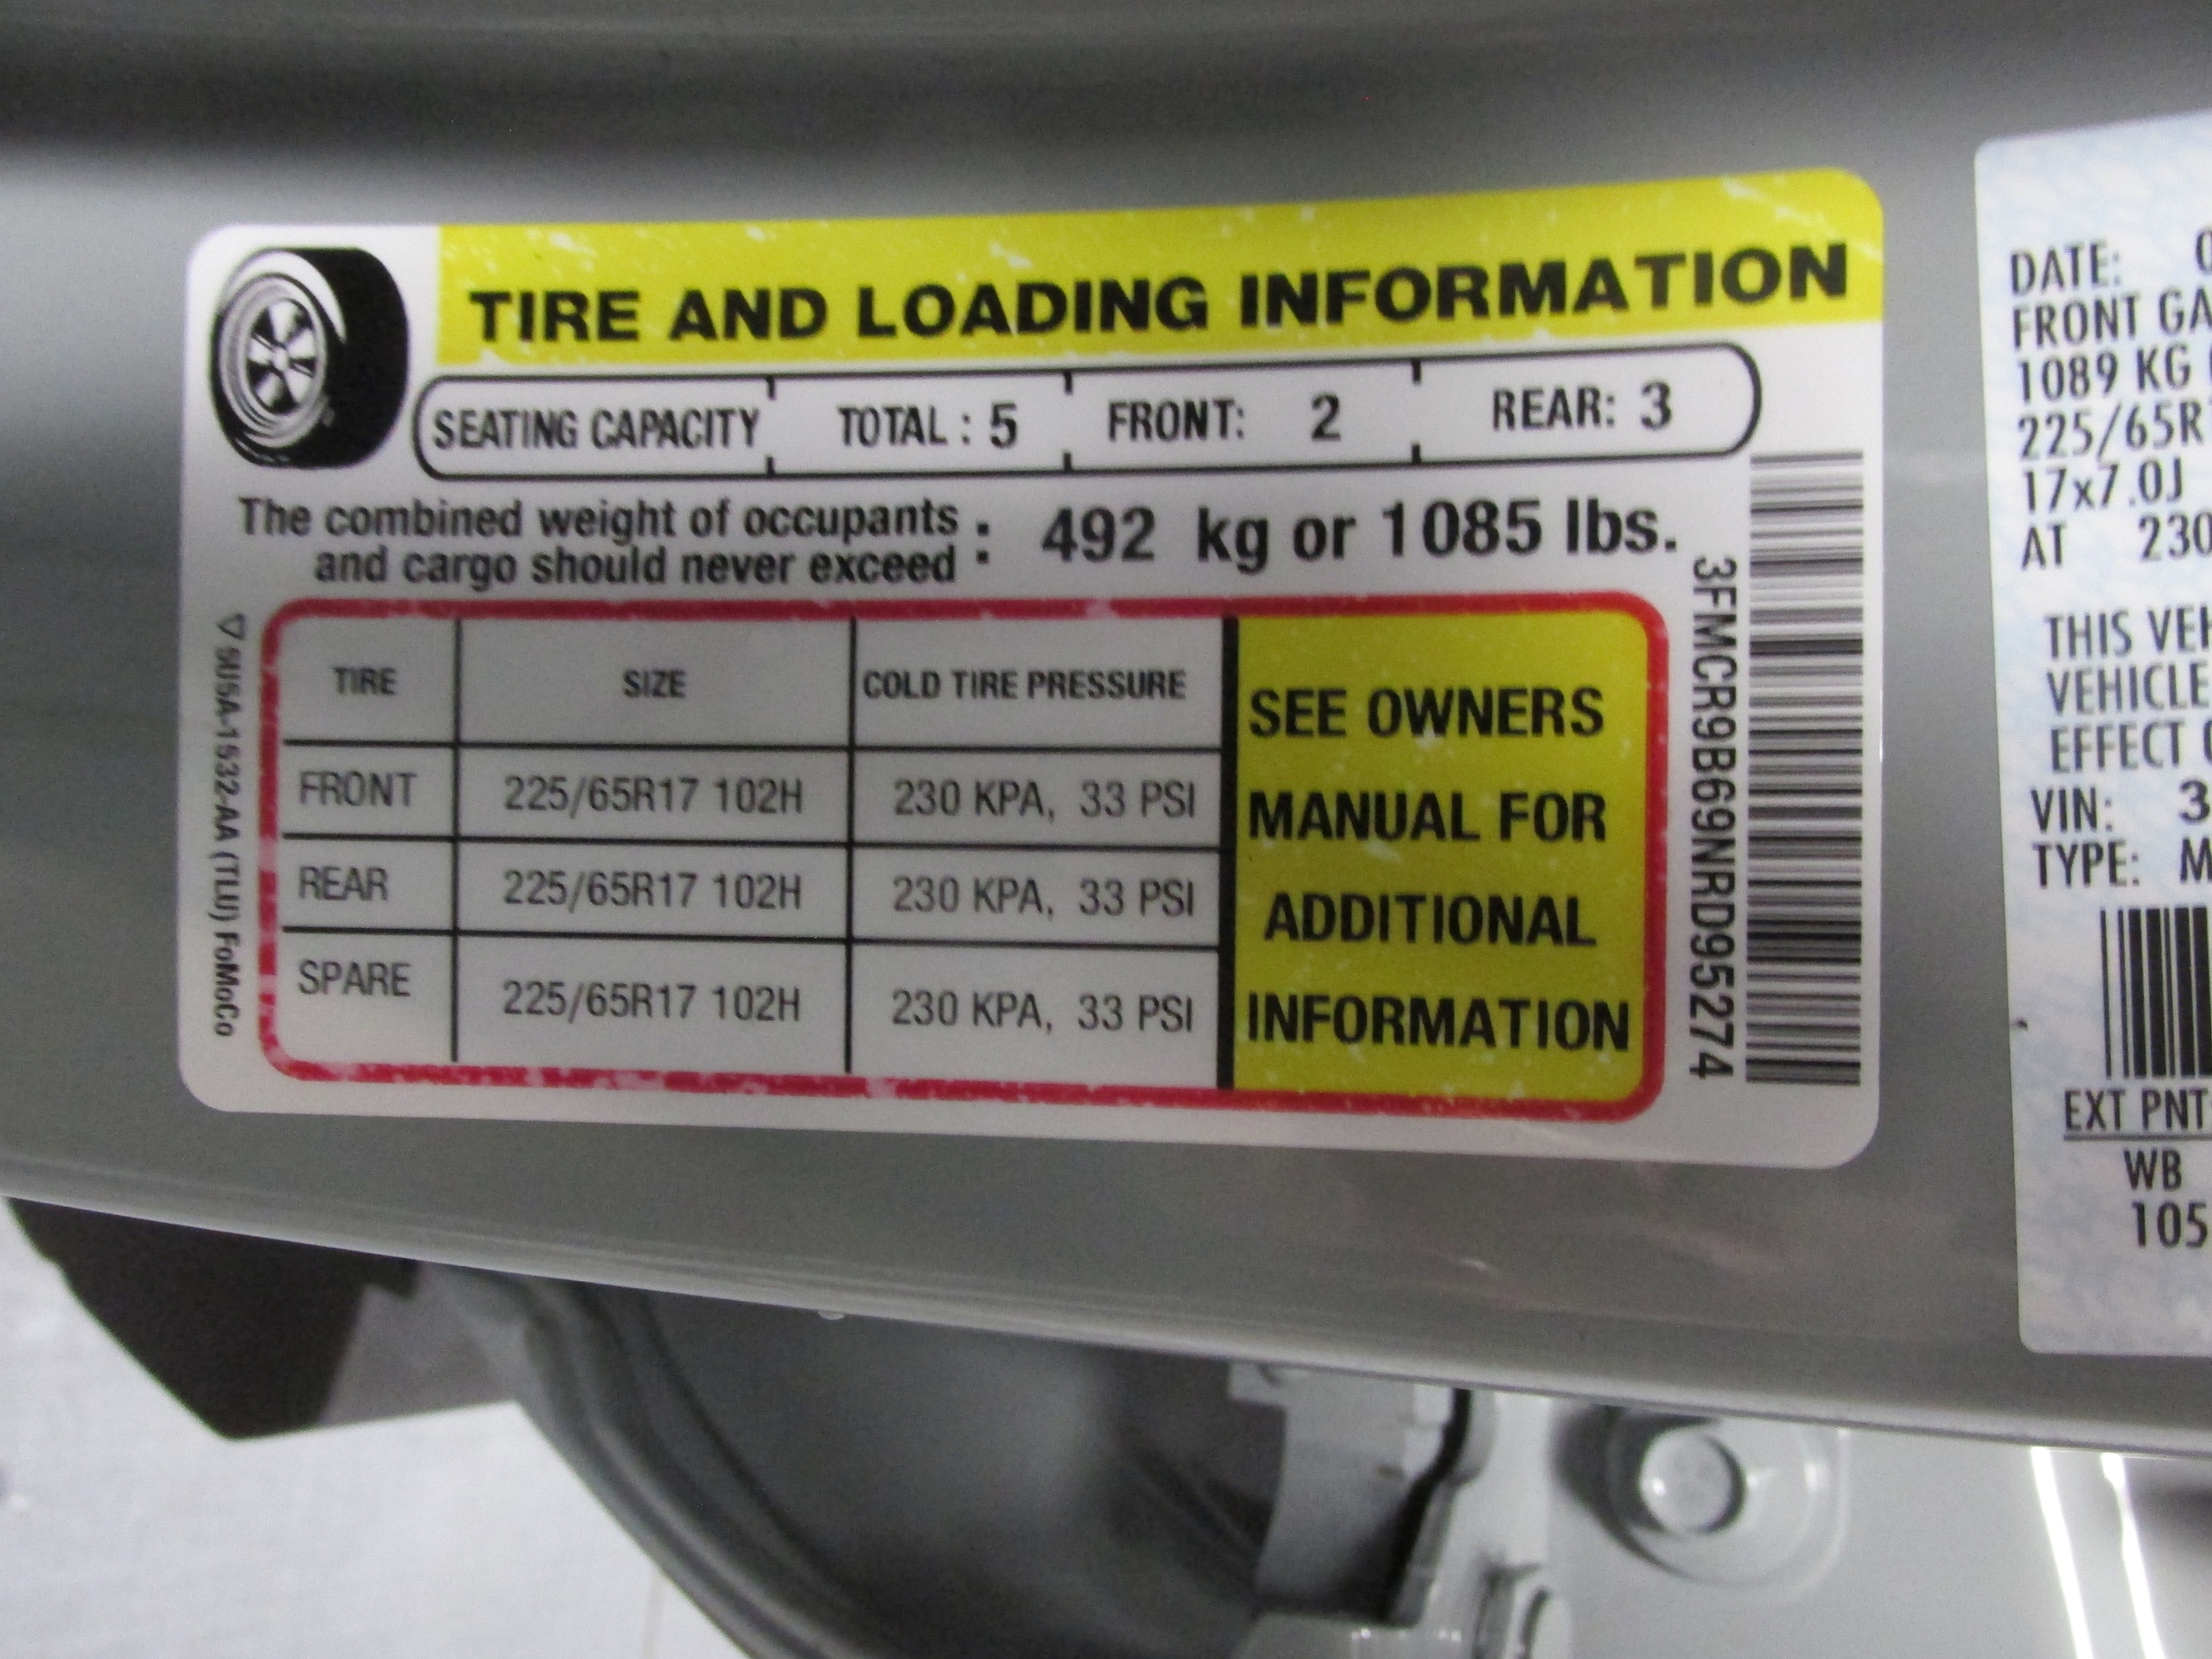 TIRE AND LOADING INFORMATION
SEATING CAPACITY TOTAL : 5 FRONT: 2 REAR: 3
The combined weight of occupants
and cargo should never exceed : 492 kg or 1085 lbs.
TIRE SIZE COLD TIRE PRESSURE
FRONT 225/65R17 102H 230 KPA, 33 PSI
REAR 225/65R17 102H 230 KPA, 33 PSI
SPARE 225/65R17 102H 230 KPA, 33 PSI
SEE OWNERS
MANUAL FOR
ADDITIONAL
INFORMATION
3FMCR9B69NRD95274
5U5A-1532-AA (TLU) FoMoCo
DATE: 0
FRONT GA
1089 KG
225/65R
17x7.0J
AT 230
THIS VEH
VEHICLE
EFFECT
VIN: 3
TYPE: M
EXT PNT
WB
105